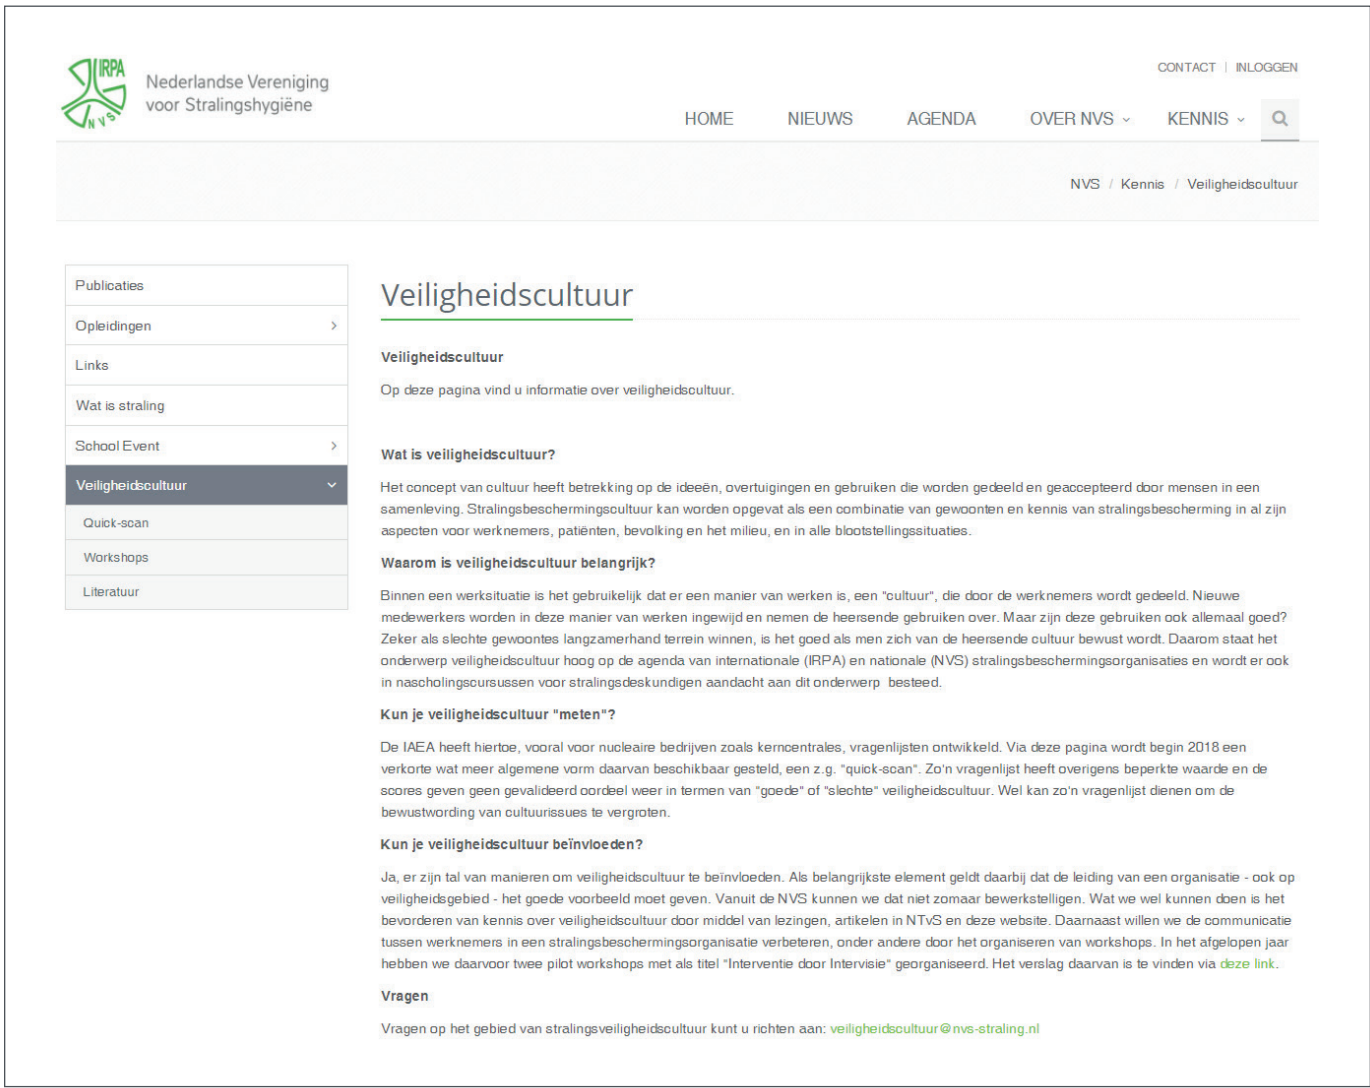 IRPA
NVS
Nederlandse Vereniging
voor Stralingshygiëne
CONTACT | INLOGGEN
HOME NIEUWS AGENDA OVER NVS KENNIS
NVS / Kennis / Veiligheidscultuur
Publicaties
Opleidingen
Links
Wat is straling
School Event
Veiligheidscultuur
Quick-scan
Workshops
Literatuur
Veiligheidscultuur
Veiligheidscultuur
Op deze pagina vind u informatie over veiligheidscultuur.
Wat is veiligheidscultuur?
Het concept van cultuur heeft betrekking op de ideeën, overtuigingen en gebruiken die worden gedeeld en geaccepteerd door mensen in een
samenleving. Stralingsbeschermingscultuur kan worden opgevat als een combinatie van gewoonten en kennis van stralingsbescherming in al zijn
aspecten voor werknemers, patiënten, bevolking en het milieu, en in alle blootstellingssituaties.
Waarom is veiligheidscultuur belangrijk?
Binnen een werksituatie is het gebruikelijk dat er een manier van werken is, een "cultuur", die door de werknemers wordt gedeeld. Nieuwe
medewerkers worden in deze manier van werken ingewijd en nemen de heersende gebruiken over. Maar zijn deze gebruiken ook allemaal goed?
Zeker als slechte gewoontes langzamerhand terrein winnen, is het goed als men zich van de heersende cultuur bewust wordt. Daarom staat het
onderwerp veiligheidscultuur hoog op de agenda van internationale (IRPA) en nationale (NVS) stralingsbeschermingsorganisaties en wordt er ook
in nascholingscursussen voor stralingsdeskundigen aandacht aan dit onderwerp besteed.
Kun je veiligheidscultuur "meten"?
De IAEA heeft hiertoe, vooral voor nucleaire bedrijven zoals kerncentrales, vragenlijsten ontwikkeld. Via deze pagina wordt begin 2018 een
verkorte wat meer algemene vorm daarvan beschikbaar gesteld, een z.g. "quick-scan". Zo'n vragenlijst heeft overigens beperkte waarde en de
scores geven geen gevalideerd oordeel weer in termen van "goede" of "slechte" veiligheidscultuur. Wel kan zo'n vragenlijst dienen om de
bewustwording van cultuurissues te vergroten.
Kun je veiligheidscultuur beïnvloeden?
Ja, er zijn tal van manieren om veiligheidscultuur te beïnvloeden. Als belangrijkste element geldt daarbij dat de leiding van een organisatie - ook op
veiligheidsgebied - het goede voorbeeld moet geven. Vanuit de NVS kunnen we dat niet zomaar bewerkstelligen. Wat we wel kunnen doen is het
bevorderen van kennis over veiligheidscultuur door middel van lezingen, artikelen in NTvS en deze website. Daarnaast willen we de communicatie
tussen werknemers in een stralingsbeschermingsorganisatie verbeteren, onder andere door het organiseren van workshops. In het afgelopen jaar
hebben we daarvoor twee pilot workshops met als titel "Interventie door Intervisie" georganiseerd. Het verslag daarvan is te vinden via deze link.
Vragen
Vragen op het gebied van stralingsveiligheidscultuur kunt u richten aan: veiligheidscultuur@nvs-straling.nl